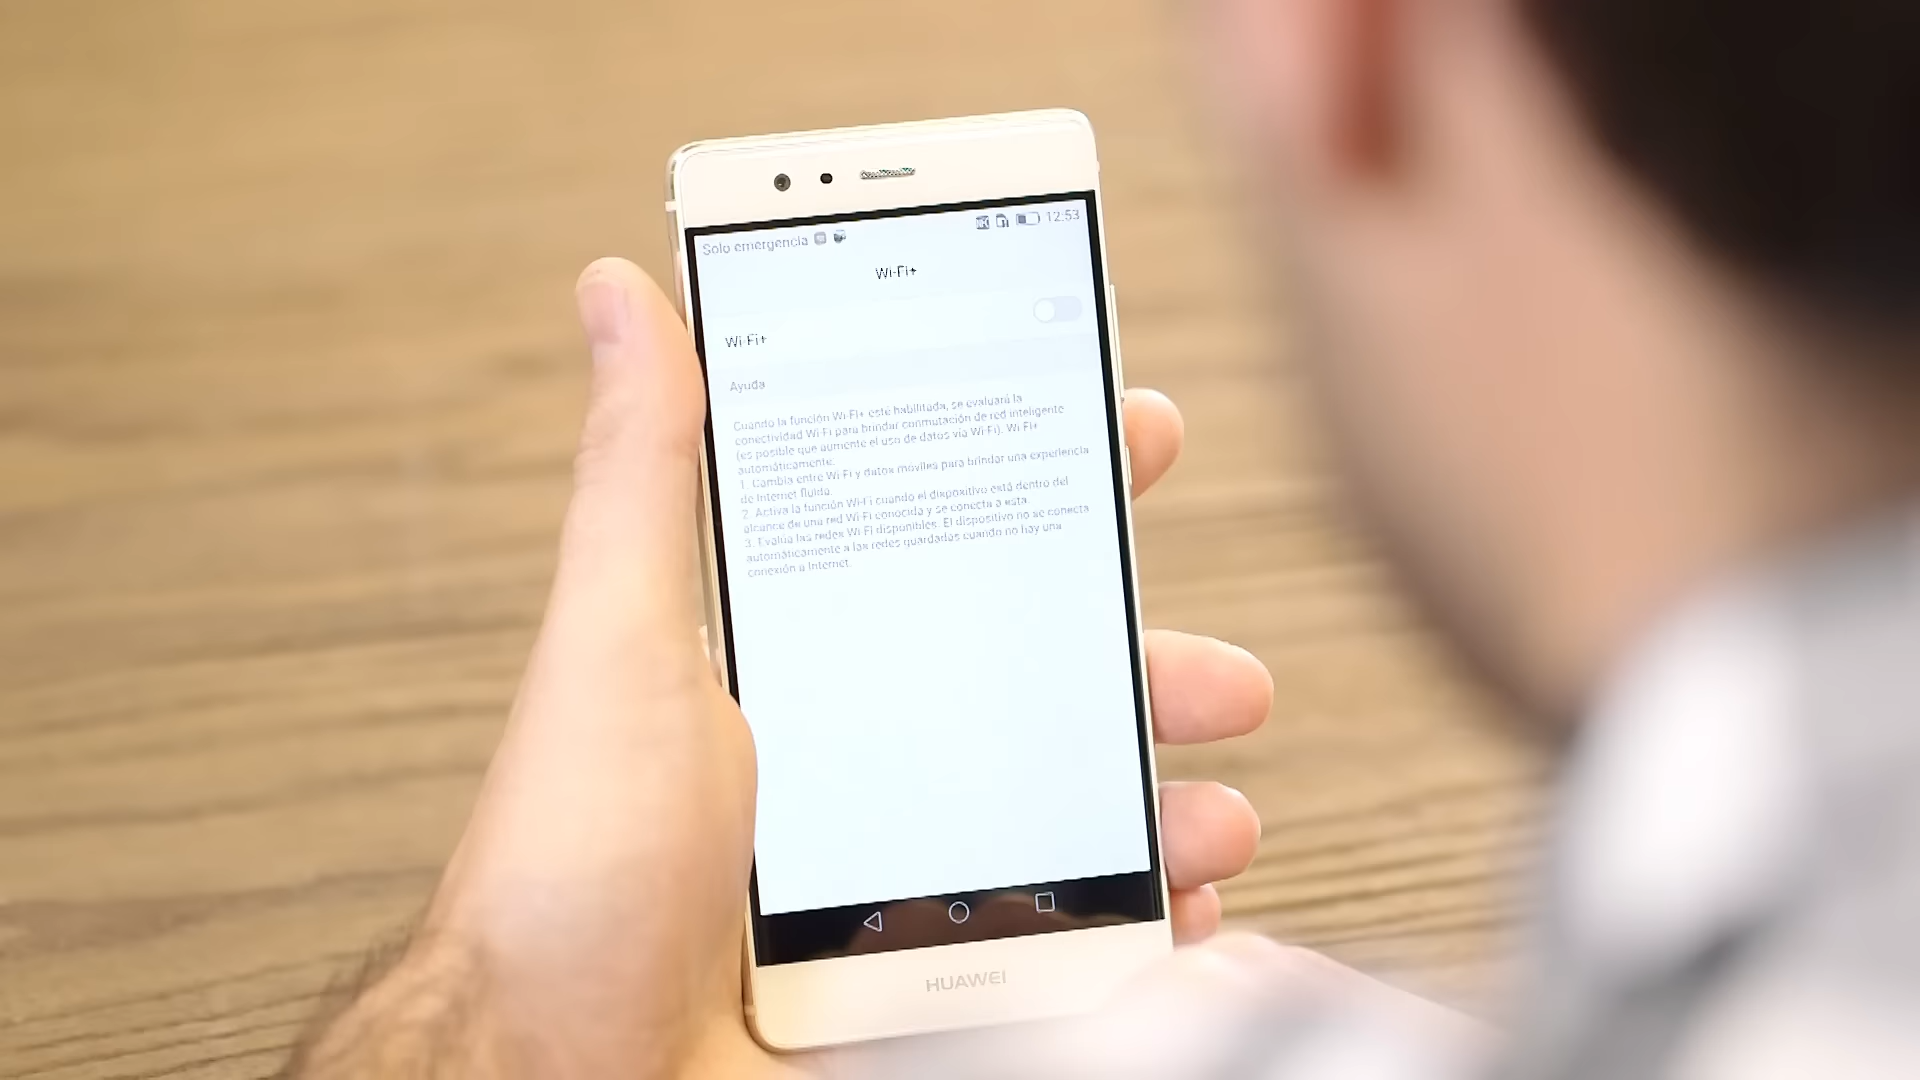 Solo emergencia 12:53
Wi-Fi+
Wi-Fi+
Ayuda
Cuando la función Wi-Fi+ esté habilitada, se evaluará la
conectividad Wi-Fi para brindar conmutación de red inteligente
(es posible que aumente el uso de datos vía Wi-Fi). Wi-Fi+
automáticamente:
1. Cambia entre Wi-Fi y datos móviles para brindar una experiencia
de Internet fluida.
2. Activa la función Wi-Fi cuando el dispositivo está dentro del
alcance de una red Wi-Fi conocida y se conecta a esta.
3. Evalúa las redes Wi-Fi disponibles. El dispositivo no se conecta
automáticamente a las redes guardadas cuando no hay una
conexión a Internet.
HUAWEI